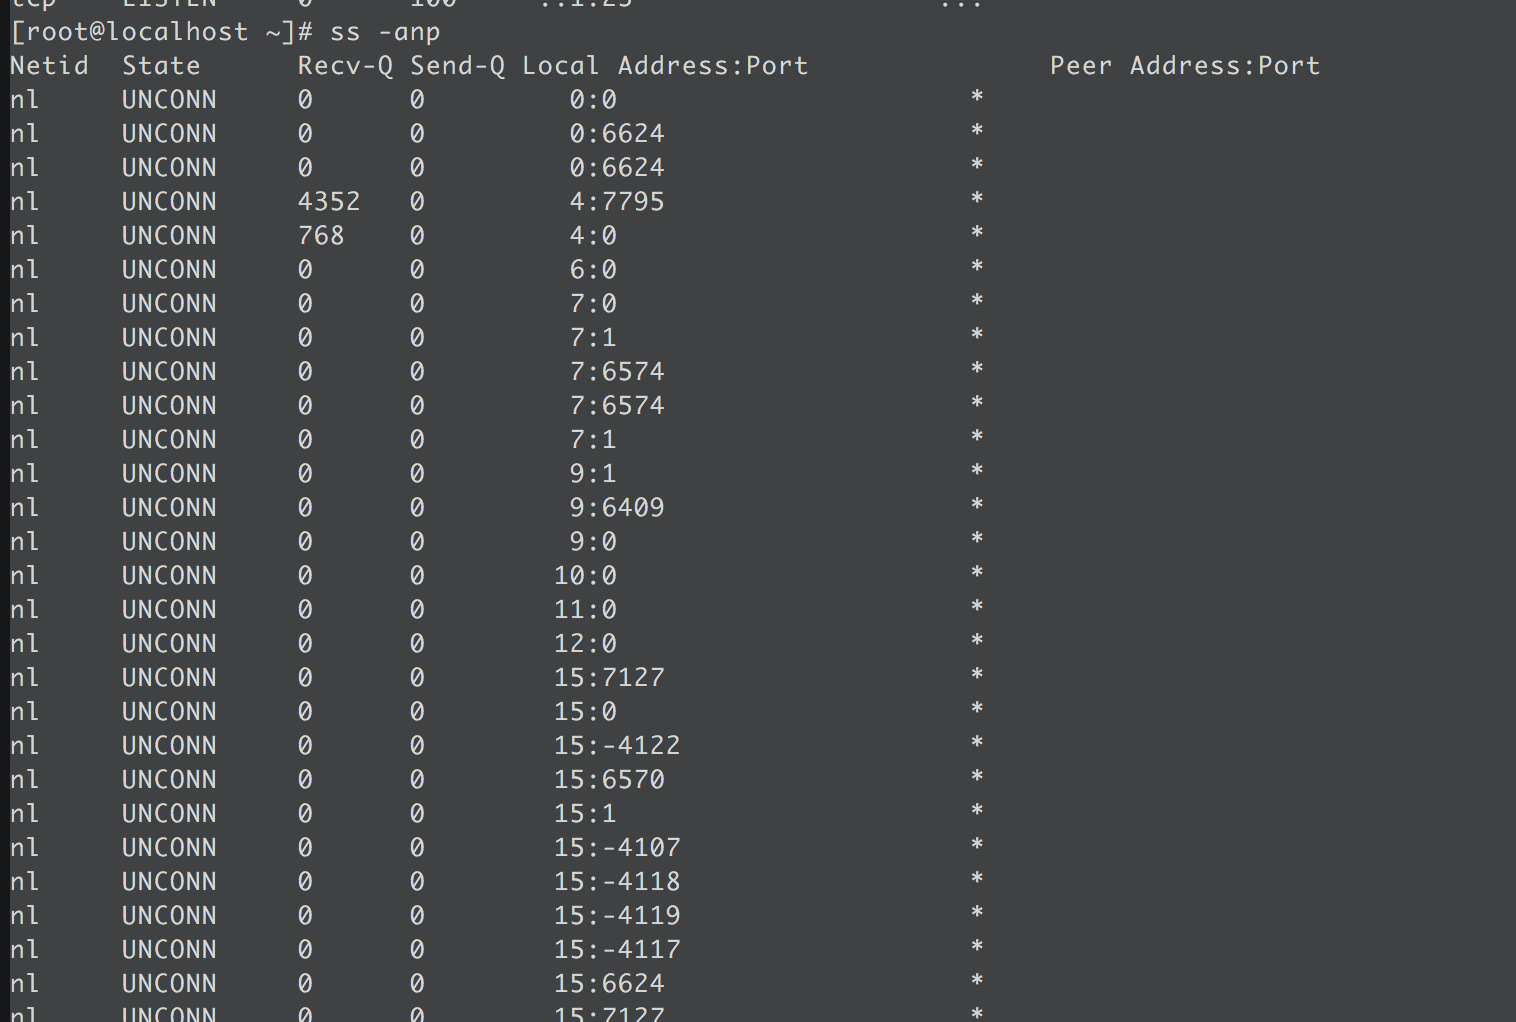 tcp LISTEN 0 100 ::1:25 :::*
[root@localhost ~]# ss -anp
Netid State Recv-Q Send-Q Local Address:Port Peer Address:Port
nl UNCONN 0 0 0:0 *
nl UNCONN 0 0 0:6624 *
nl UNCONN 0 0 0:6624 *
nl UNCONN 4352 0 4:7795 *
nl UNCONN 768 0 4:0 *
nl UNCONN 0 0 6:0 *
nl UNCONN 0 0 7:0 *
nl UNCONN 0 0 7:1 *
nl UNCONN 0 0 7:6574 *
nl UNCONN 0 0 7:6574 *
nl UNCONN 0 0 7:1 *
nl UNCONN 0 0 9:1 *
nl UNCONN 0 0 9:6409 *
nl UNCONN 0 0 9:0 *
nl UNCONN 0 0 10:0 *
nl UNCONN 0 0 11:0 *
nl UNCONN 0 0 12:0 *
nl UNCONN 0 0 15:7127 *
nl UNCONN 0 0 15:0 *
nl UNCONN 0 0 15:-4122 *
nl UNCONN 0 0 15:6570 *
nl UNCONN 0 0 15:1 *
nl UNCONN 0 0 15:-4107 *
nl UNCONN 0 0 15:-4118 *
nl UNCONN 0 0 15:-4119 *
nl UNCONN 0 0 15:-4117 *
nl UNCONN 0 0 15:6624 *
nl UNCONN 0 0 15:7127 *